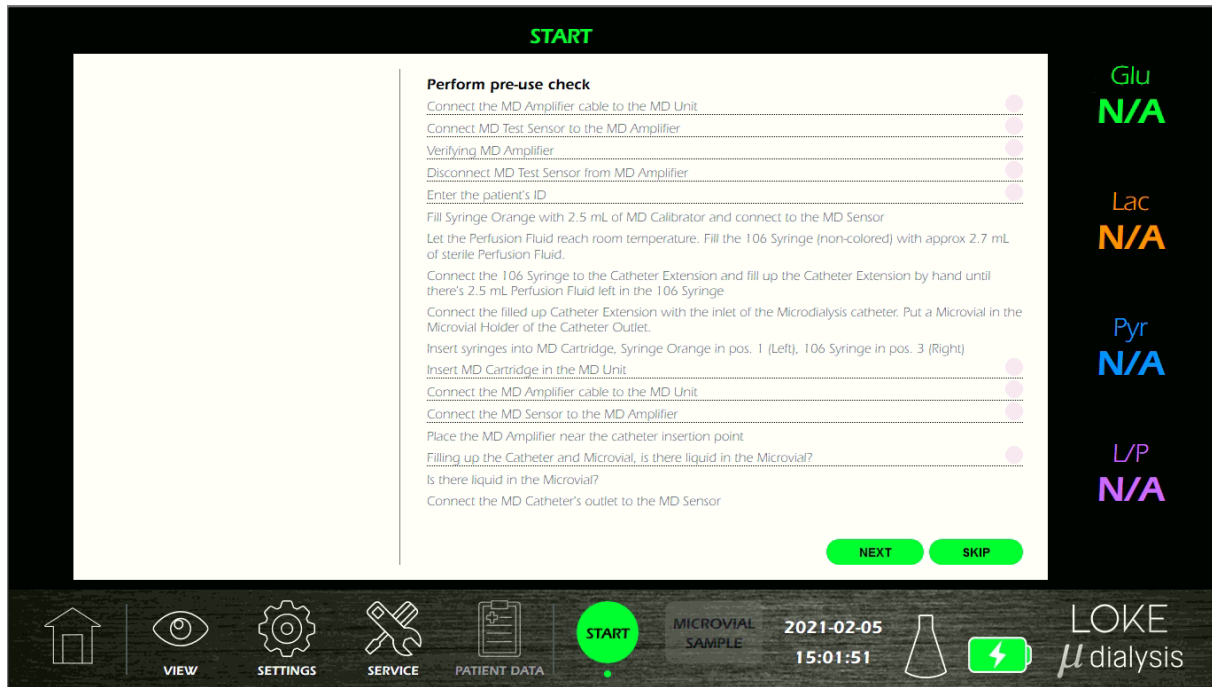 START
Perform pre-use check
Connect the MD Amplifier cable to the MD Unit
Connect MD Test Sensor to the MD Amplifier
Verifying MD Amplifier
Disconnect MD Test Sensor from MD Amplifier
Enter the patient's ID
Fill Syringe Orange with 2.5 mL of MD Calibrator and connect to the MD Sensor
Let the Perfusion Fluid reach room temperature. Fill the 106 Syringe (non-colored) with approx 2.7 mL
of sterile Perfusion Fluid.
Connect the 106 Syringe to the Catheter Extension and fill up the Catheter Extension by hand until
there's 2.5 mL Perfusion Fluid left in the 106 Syringe
Connect the filled up Catheter Extension with the inlet of the Microdialysis catheter. Put a Microvial in the
Microvial Holder of the Catheter Outlet.
Insert syringes into MD Cartridge, Syringe Orange in pos. 1 (Left), 106 Syringe in pos. 3 (Right)
Insert MD Cartridge in the MD Unit
Connect the MD Amplifier cable to the MD Unit
Connect the MD Sensor to the MD Amplifier
Place the MD Amplifier near the catheter insertion point
Filling up the Catheter and Microvial, is there liquid in the Microvial?
Is there liquid in the Microvial?
Connect the MD Catheter's outlet to the MD Sensor
NEXT
SKIP
Glu
N/A
Lac
N/A
Pyr
N/A
L/P
N/A
VIEW
SETTINGS
SERVICE
PATIENT DATA
START
MICROVIAL
SAMPLE
2021-02-05
15:01:51
LOKE
μ dialysis